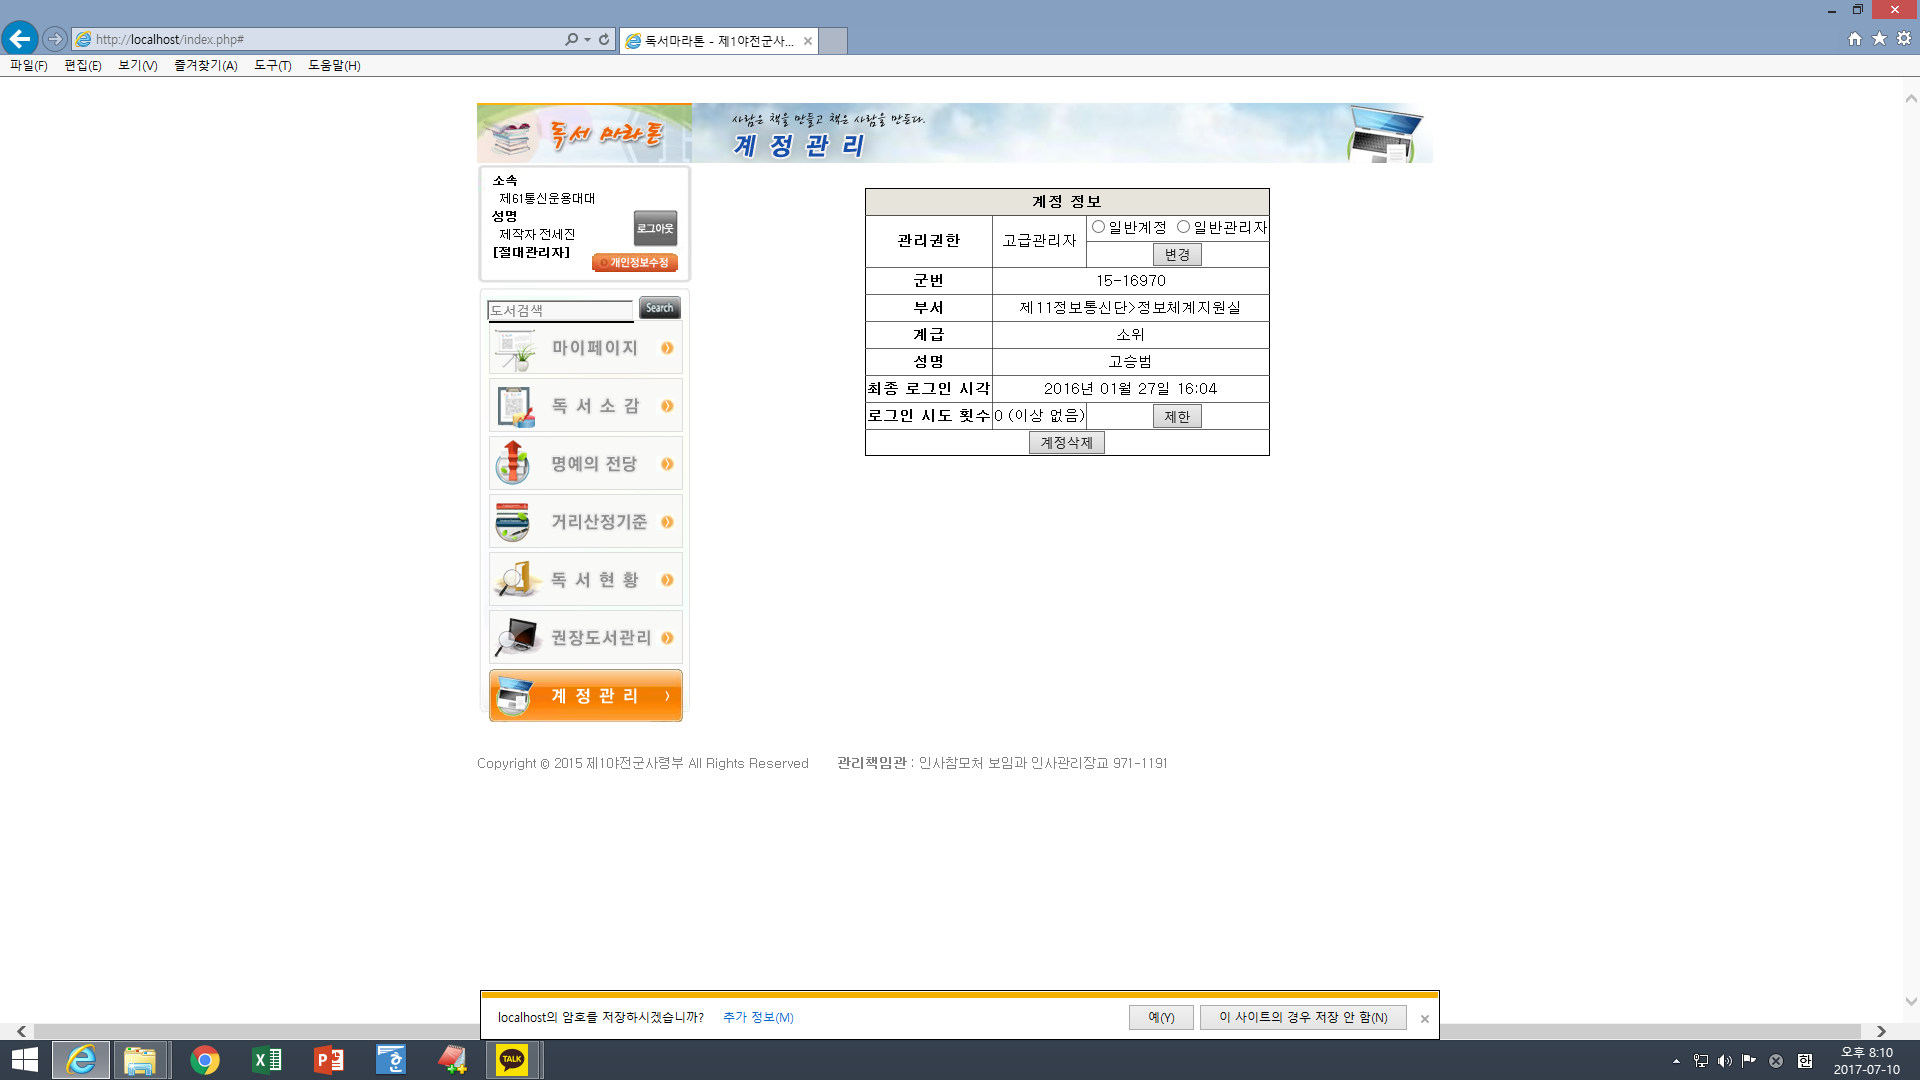 http://localhost/index.php#
독서마라톤 - 제1야전군사...
파일(F) 편집(E) 보기(V) 즐겨찾기(A) 도구(T) 도움말(H)
독서 마라톤
사람은 책을 만들고 책은 사람을 만든다.
계정관리
소속
제61통신운용대대
성명
제작자 전세진
[절대관리자]
로그아웃
개인정보수정
도서검색
Search
마이페이지
독서소감
명예의 전당
거리산정기준
독서현황
권장도서관리
계정관리
계정 정보
관리권한 고급관리자 일반계정 일반관리자
변경
군번 15-16970
부서 제11정보통신단>정보체계지원실
계급 소위
성명 고승범
최종 로그인 시각 2016년 01월 27일 16:04
로그인 시도 횟수 0 (이상 없음) 제한
계정삭제
Copyright © 2015 제1야전군사령부 All Rights Reserved 관리책임관 : 인사참모처 보임과 인사관리장교 971-1191
localhost의 암호를 저장하시겠습니까? 추가 정보(M) 예(Y) 이 사이트의 경우 저장 안 함(N)
TALK
한
오후 8:10
2017-07-10